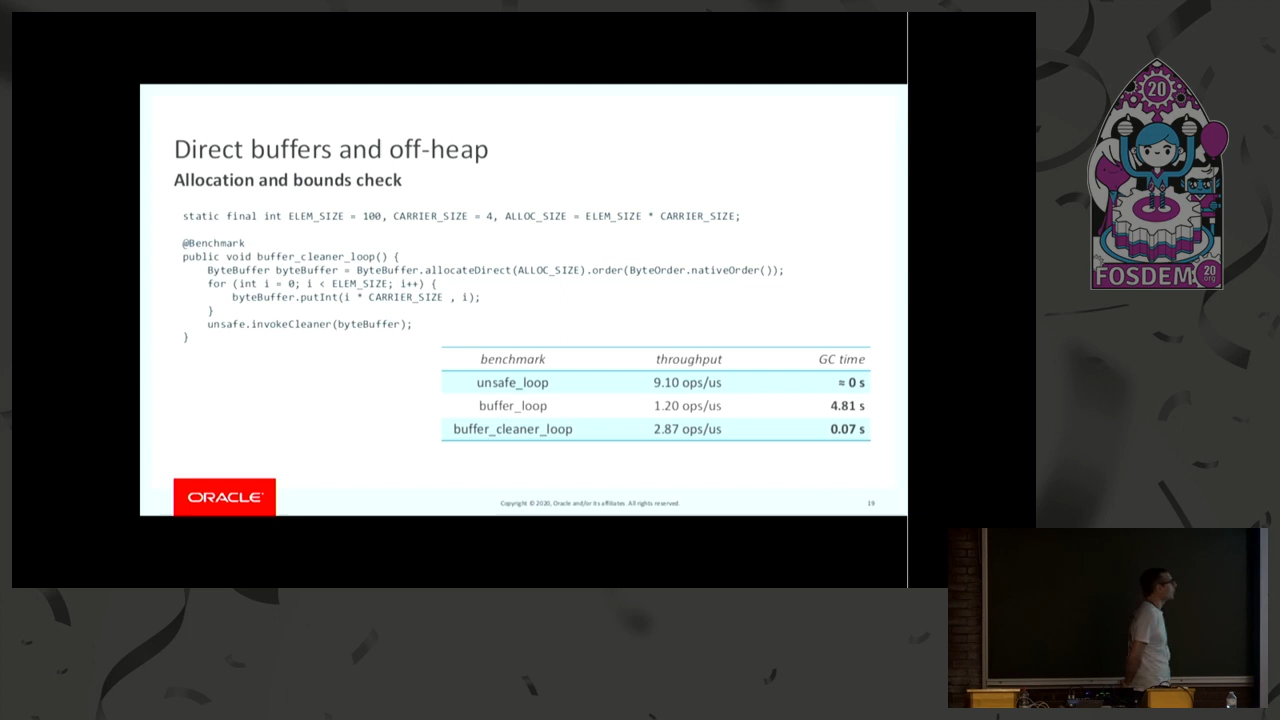 Direct buffers and off-heap
Allocation and bounds check
static final int ELEM_SIZE = 100, CARRIER_SIZE = 4, ALLOC_SIZE = ELEM_SIZE * CARRIER_SIZE;
@Benchmark
public void buffer_cleaner_loop() {
ByteBuffer byteBuffer = ByteBuffer.allocateDirect(ALLOC_SIZE).order(ByteOrder.nativeOrder());
for (int i = 0; i < ELEM_SIZE; i++) {
byteBuffer.putInt(i * CARRIER_SIZE , i);
}
unsafe.invokeCleaner(byteBuffer);
}
benchmark throughput GC time
unsafe_loop 9.10 ops/us ≈ 0 s
buffer_loop 1.20 ops/us 4.81 s
buffer_cleaner_loop 2.87 ops/us 0.07 s
ORACLE
Copyright © 2020, Oracle and/or its affiliates. All rights reserved.
19
20
FOSDEM 20 .org